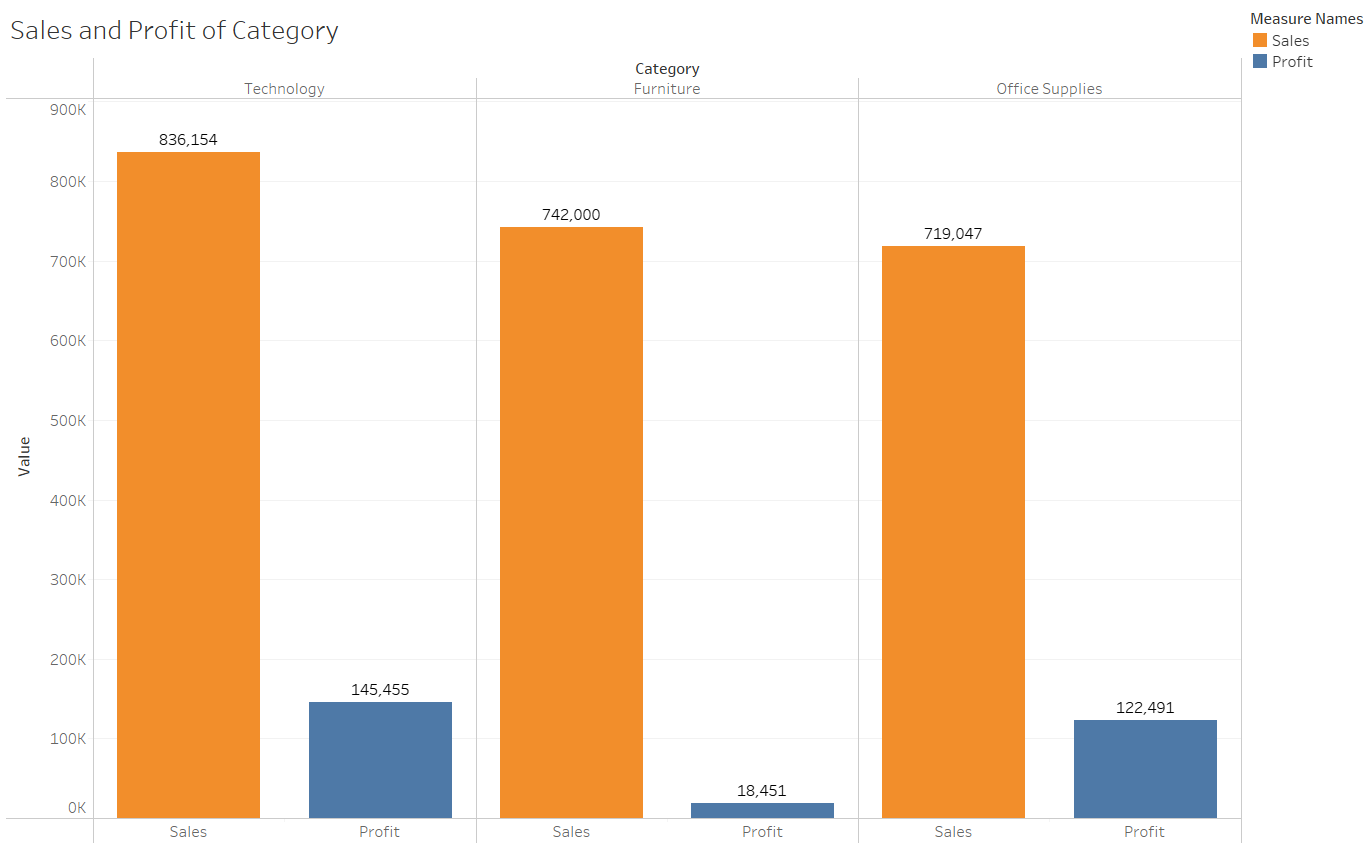 Sales and Profit of Category
Measure Names
Sales
Profit
Category
Technology Furniture Office Supplies
Value
900K
800K
700K
600K
500K
400K
300K
200K
100K
0K
836,154
145,455
742,000
18,451
719,047
122,491
Sales Profit Sales Profit Sales Profit